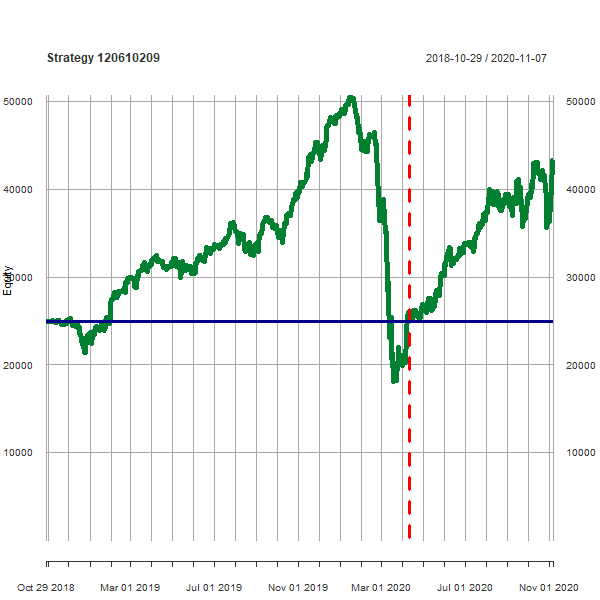 Strategy 120610209
2018-10-29 / 2020-11-07
50000
50000
40000
40000
30000
30000
Equity
20000
20000
10000
10000
Oct 29 2018
Mar 01 2019
Jul 01 2019
Nov 01 2019
Mar 01 2020
Jul 01 2020
Nov 01 2020